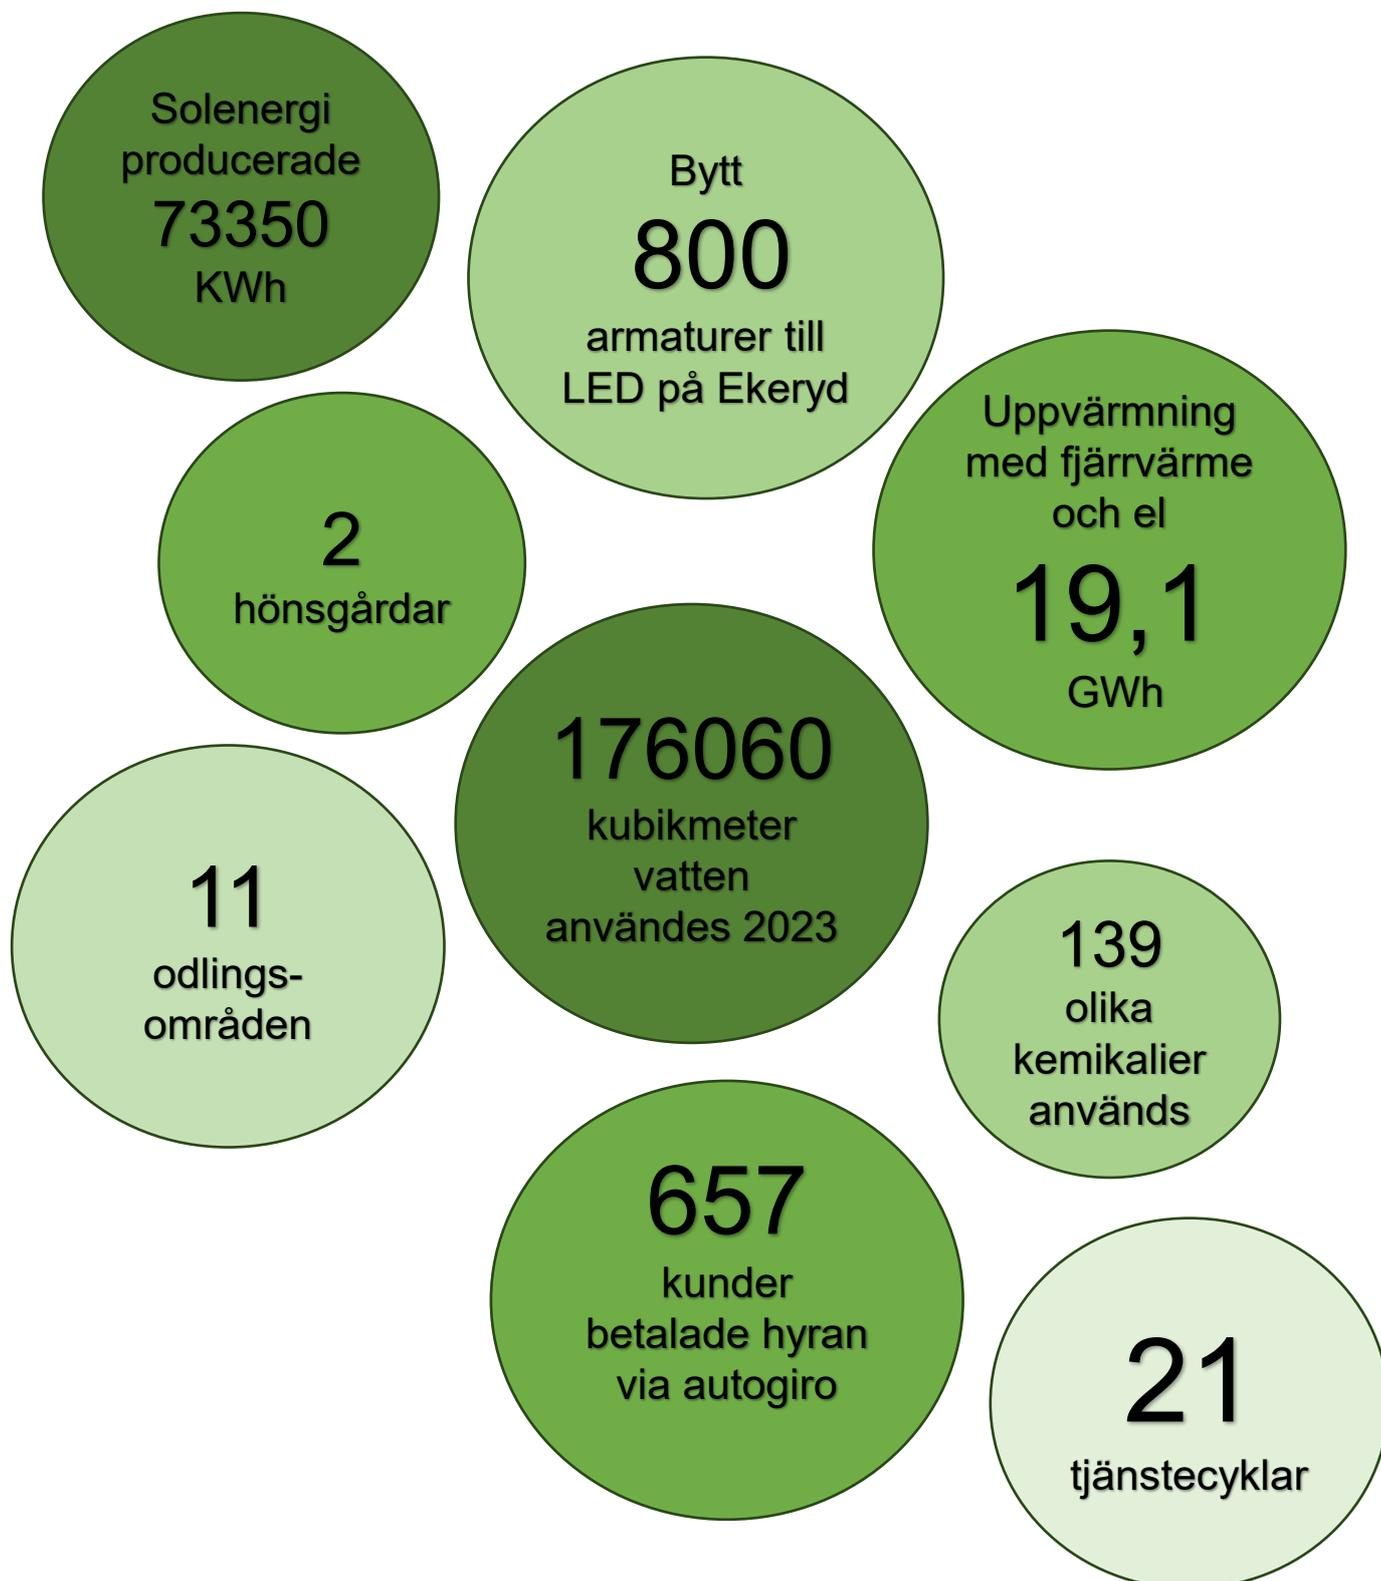 Solenergi
producerade
73350
KWh
Bytt
800
armaturer till
LED på Ekeryd
Uppvärmning
med fjärrvärme
och el
19,1
GWh
2
hönsgårdar
176060
kubikmeter
vatten
användes 2023
11
odlings-
områden
139
olika
kemikalier
används
657
kunder
betalade hyran
via autogiro
21
tjänstecyklar